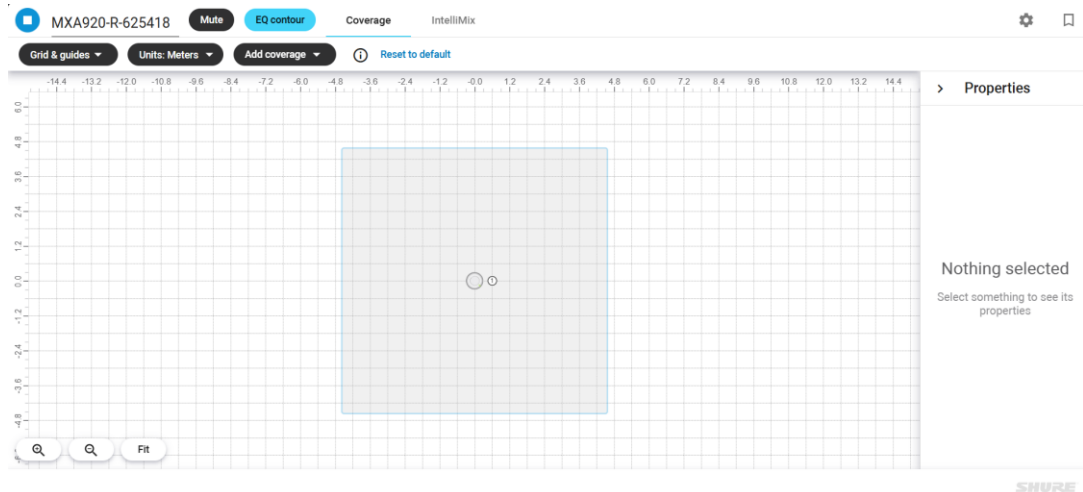 MXA920-R-625418 Mute EQ contour Coverage IntelliMix
Grid & guides Units: Meters Add coverage Reset to default
-14.4 -13.2 -12.0 -10.8 -9.6 -8.4 -7.2 -6.0 -4.8 -3.6 -2.4 -1.2 -0.0 1.2 2.4 3.6 4.8 6.0 7.2 8.4 9.6 10.8 12.0 13.2 14.4
Properties
6.0
4.8
3.6
2.4
1.2
0.0
1
-1.2
-2.4
-3.6
-4.8
Nothing selected
Select something to see its
properties
Fit
SHURE